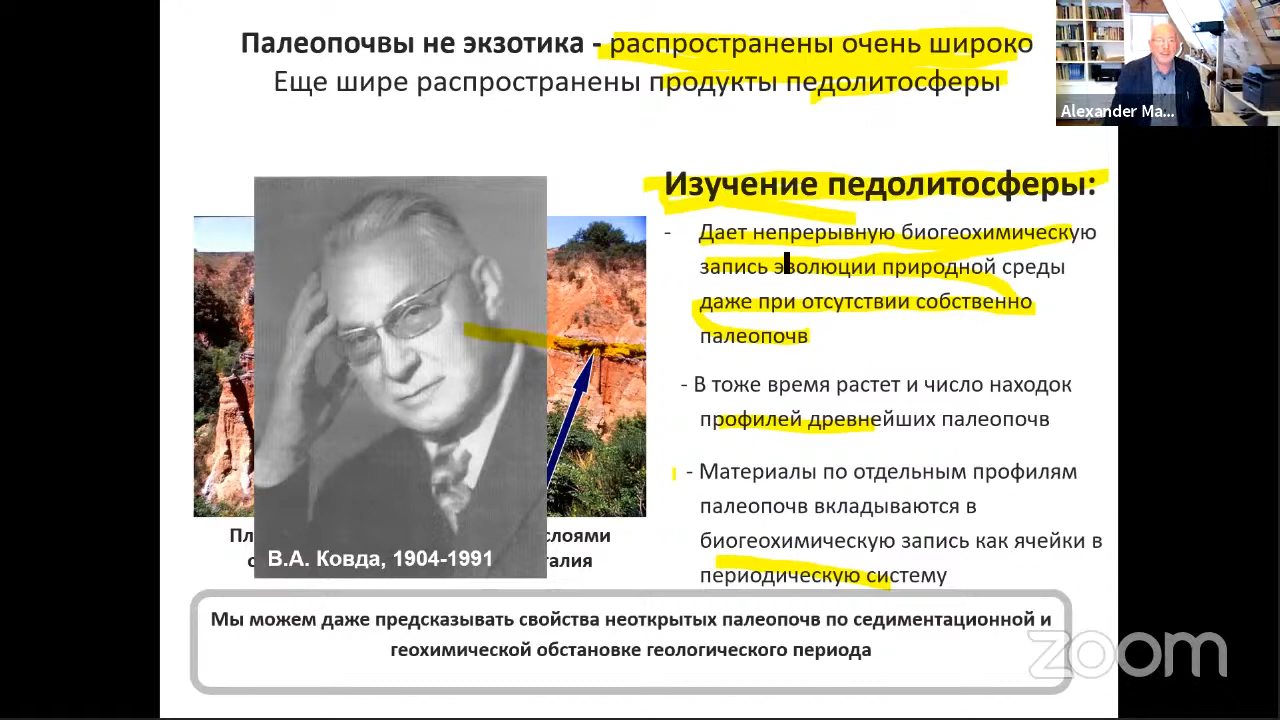 Палеопочвы не экзотика - распространены очень широко
Еще шире распространены продукты педолитосферы
Alexander Ma...
Изучение педолитосферы:
- Дает непрерывную биогеохимическую
запись эволюции природной среды
даже при отсутствии собственно
палеопочв
- В тоже время растет и число находок
профилей древнейших палеопочв
- Материалы по отдельным профилям
палеопочв вкладываются в
биогеохимическую запись как ячейки в
периодическую систему
слоями
В.А. Ковда, 1904-1991
Мы можем даже предсказывать свойства неоткрытых палеопочв по седиментационной и
геохимической обстановке геологического периода
zoom